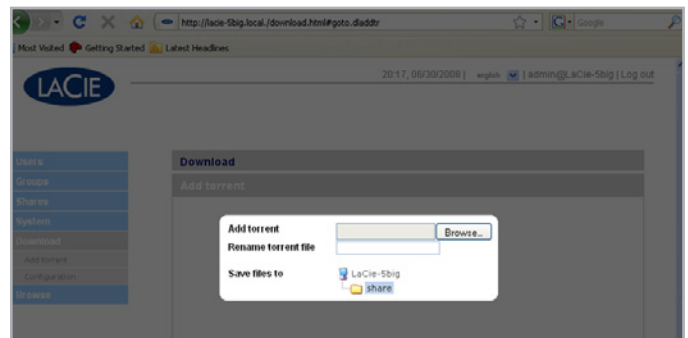 http://lacie-5big.local./download.html#goto.dladdtr
Google
Most Visited Getting Started Latest Headlines
LACIE
20:17, 06/30/2008 | english | admin@LaCie-5big | Log out
Users
Groups
Shares
System
Download
Add torrent
Configuration
Browse
Download
Add torrent
Add torrent
Browse...
Rename torrent file
Save files to
LaCie-5big
share